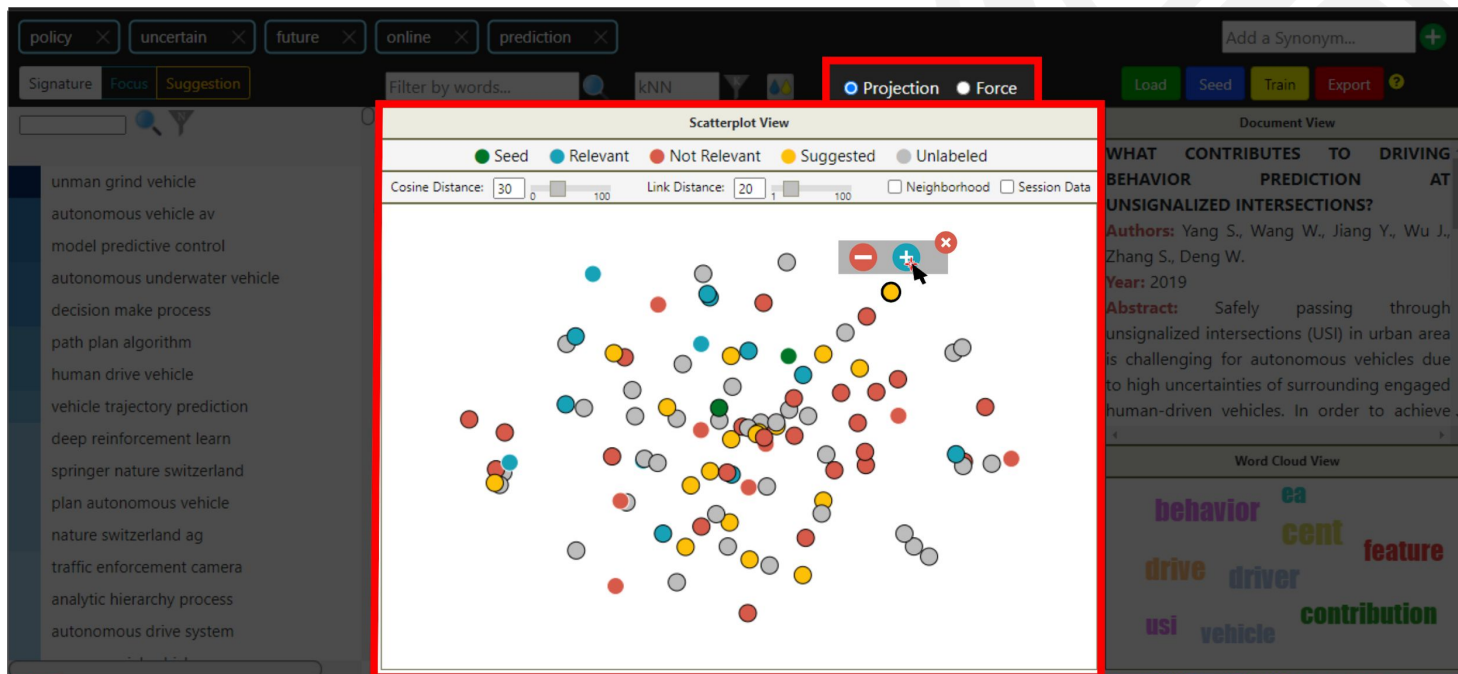 policy × uncertain × future × online × prediction ×
Add a Synonym...
Signature Focus Suggestion
Filter by words...
kNN
Projection Force
Load Seed Train Export ?
Scatterplot View
Seed Relevant Not Relevant Suggested Unlabeled
Cosine Distance: 30 0 100 Link Distance: 20 1 100 Neighborhood Session Data
unman grind vehicle
autonomous vehicle av
model predictive control
autonomous underwater vehicle
decision make process
path plan algorithm
human drive vehicle
vehicle trajectory prediction
deep reinforcement learn
springer nature switzerland
plan autonomous vehicle
nature switzerland ag
traffic enforcement camera
analytic hierarchy process
autonomous drive system
Document View
WHAT CONTRIBUTES TO DRIVING
BEHAVIOR PREDICTION AT
UNSIGNALIZED INTERSECTIONS?
Authors: Yang S., Wang W., Jiang Y., Wu J.,
Zhang S., Deng W.
Year: 2019
Abstract: Safely passing through
unsignalized intersections (USI) in urban area
is challenging for autonomous vehicles due
to high uncertainties of surrounding engaged
human-driven vehicles. In order to achieve
Word Cloud View
ea
behavior
cent
feature
drive
driver
contribution
usi
vehicle